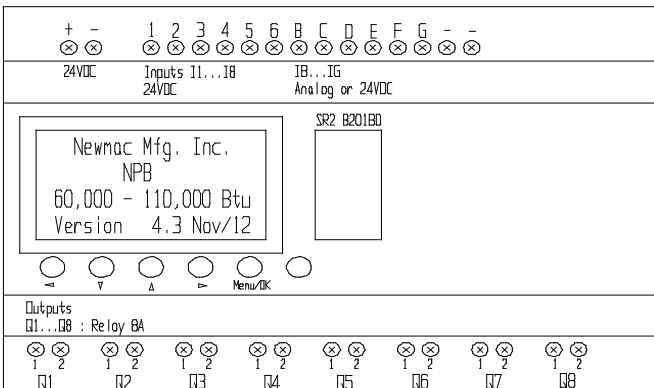 + - 1 2 3 4 5 6 B C D E F G - -
24VDC Inputs I1...I8 IB...IG
24VDC Analog or 24VDC
SR2 B201BD
Newmac Mfg. Inc.
NPB
60,000 - 110,000 Btu
Version 4.3 Nov/12
Menu/OK
Outputs
Q1...Q8 : Relay 8A
1 2 1 2 1 2 1 2 1 2 1 2 1 2 1 2
Q1 Q2 Q3 Q4 Q5 Q6 Q7 Q8